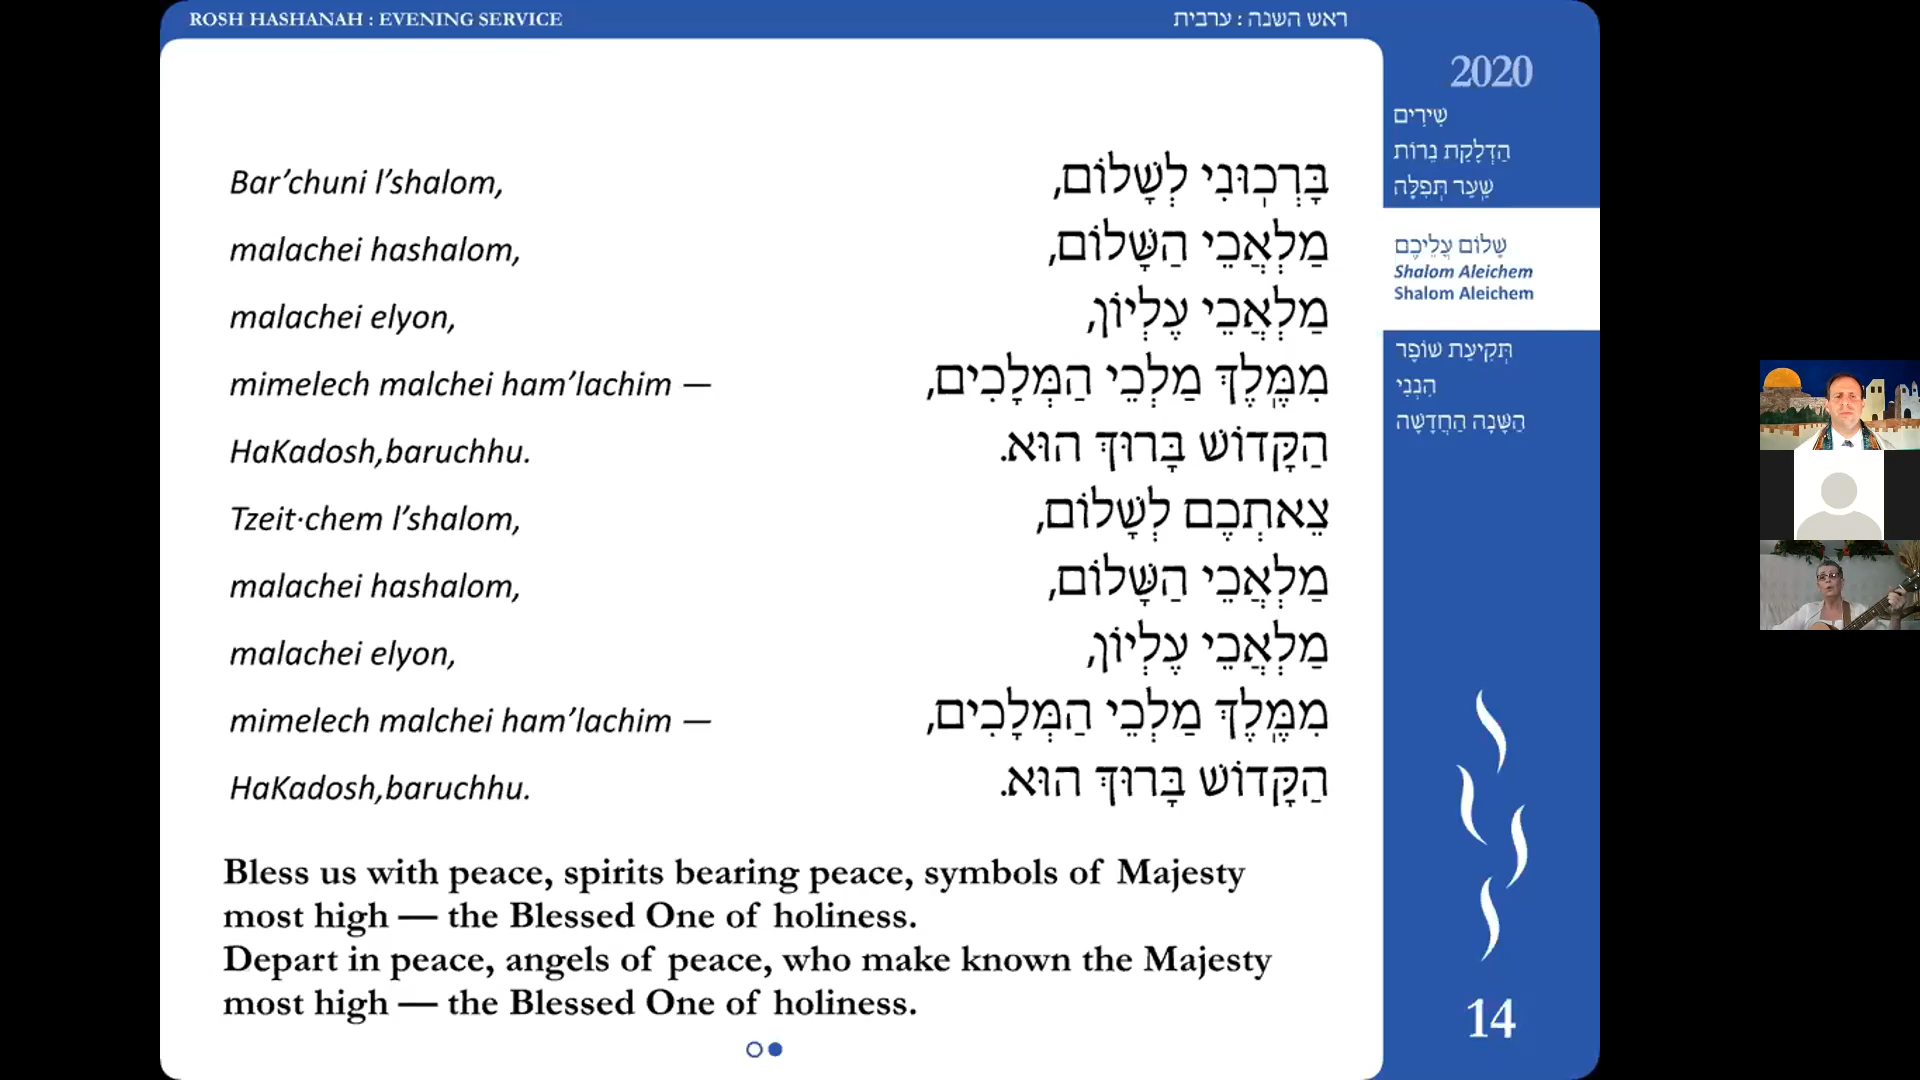 ROSH HASHANAH : EVENING SERVICE
ראש השנה : ערבית
Bar’chuni l’shalom,
malachei hashalom,
malachei elyon,
mimelech malchei ham’lachim —
HaKadosh,baruchhu.
Tzeit·chem l’shalom,
malachei hashalom,
malachei elyon,
mimelech malchei ham’lachim —
HaKadosh,baruchhu.
בָּרְכֽוּנִי לְשָׁלוֹם,
מַלְאֲכֵי הַשָּׁלוֹם,
מַלְאֲכֵי עֶלְיוֹן,
מִמֶּֽלֶךְ מַלְכֵי הַמְּלָכִים,
הַקָּדוֹשׁ בָּרוּךְ הוּא.
צֵאתְכֶם לְשָׁלוֹם,
מַלְאֲכֵי הַשָּׁלוֹם,
מַלְאֲכֵי עֶלְיוֹן,
מִמֶּֽלֶךְ מַלְכֵי הַמְּלָכִים,
הַקָּדוֹשׁ בָּרוּךְ הוּא.
Bless us with peace, spirits bearing peace, symbols of Majesty
most high — the Blessed One of holiness.
Depart in peace, angels of peace, who make known the Majesty
most high — the Blessed One of holiness.
2020
שִׁירִים
הַדְלָקַת נֵרוֹת
שַֽׁעַר תְּפִלָּה
שָׁלוֹם עֲלֵיכֶם
Shalom Aleichem
Shalom Aleichem
תְּקִיעַת שׁוֹפָר
הִנְנִי
הַשָּׁנָה הַחֲדָשָׁה
14